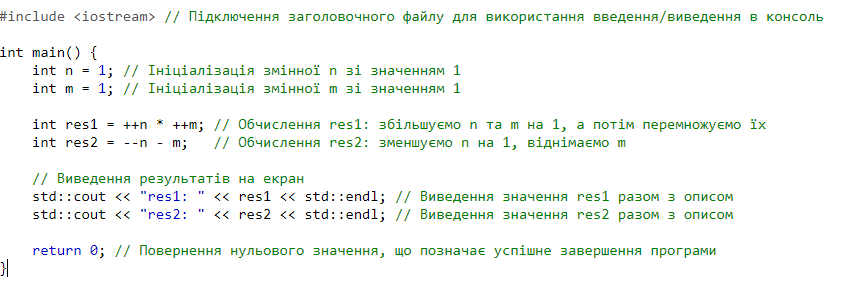 #include <iostream> // Підключення заголовочного файлу для використання введення/виведення в консоль
int main() {
int n = 1; // Ініціалізація змінної n зі значенням 1
int m = 1; // Ініціалізація змінної m зі значенням 1
int res1 = ++n * ++m; // Обчислення res1: збільшуємо n та m на 1, а потім перемножуємо їх
int res2 = --n - m; // Обчислення res2: зменшуємо n на 1, віднімаємо m
// Виведення результатів на екран
std::cout << "res1: " << res1 << std::endl; // Виведення значення res1 разом з описом
std::cout << "res2: " << res2 << std::endl; // Виведення значення res2 разом з описом
return 0; // Повернення нульового значення, що позначає успішне завершення програми
}